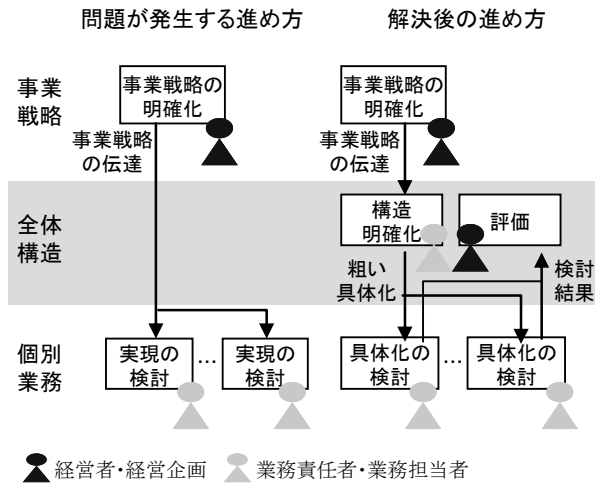 問題が発生する進め方
解決後の進め方
事業
戦略
事業戦略の
明確化
事業戦略
の伝達
事業戦略の
明確化
事業戦略
の伝達
全体
構造
構造
明確化
評価
粗い
具体化
検討
結果
個別
業務
実現の
検討
…
実現の
検討
具体化の
検討
…
具体化の
検討
経営者・経営企画
業務責任者・業務担当者